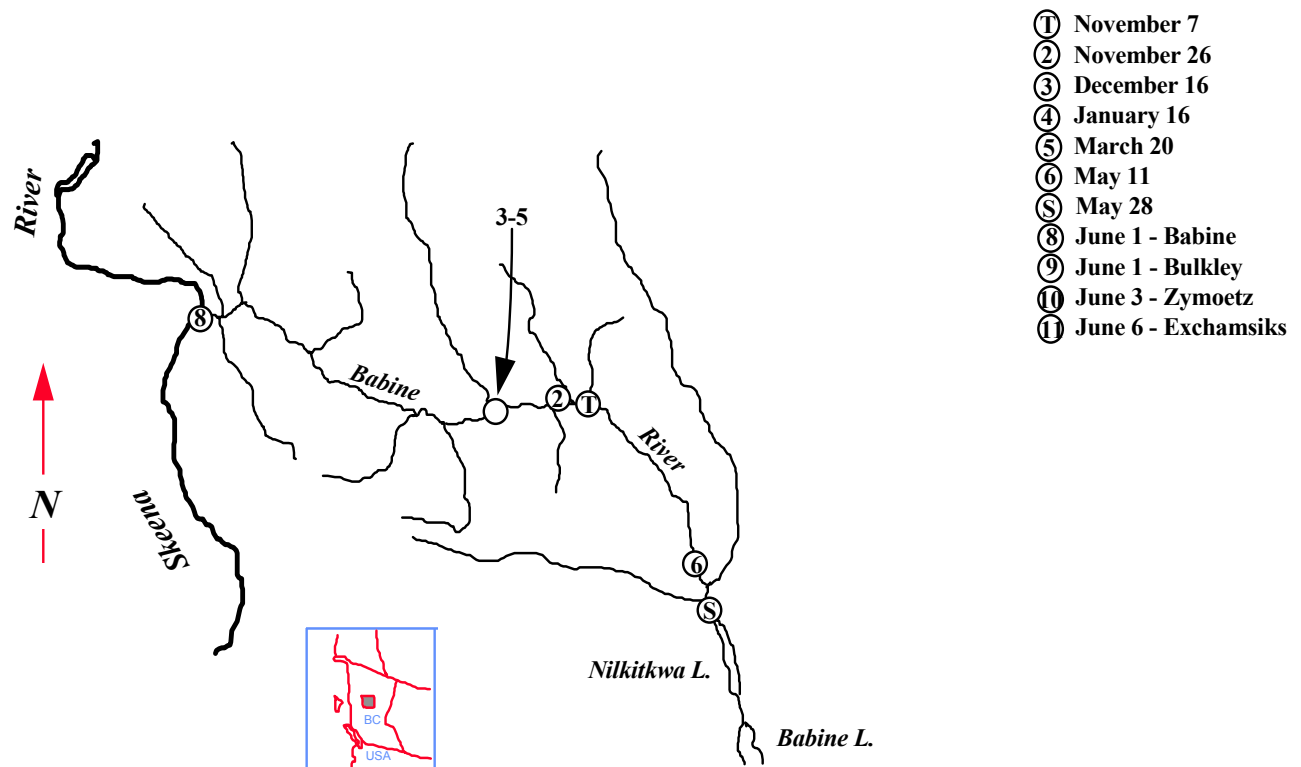 T November 7
2 November 26
3 December 16
4 January 16
5 March 20
6 May 11
S May 28
8 June 1 - Babine
9 June 1 - Bulkley
10 June 3 - Zymoetz
11 June 6 - Exchamsiks
River
3-5
8
Babine
2
T
River
N
Skeena
6
S
Nilkitkwa L.
BC
USA
Babine L.